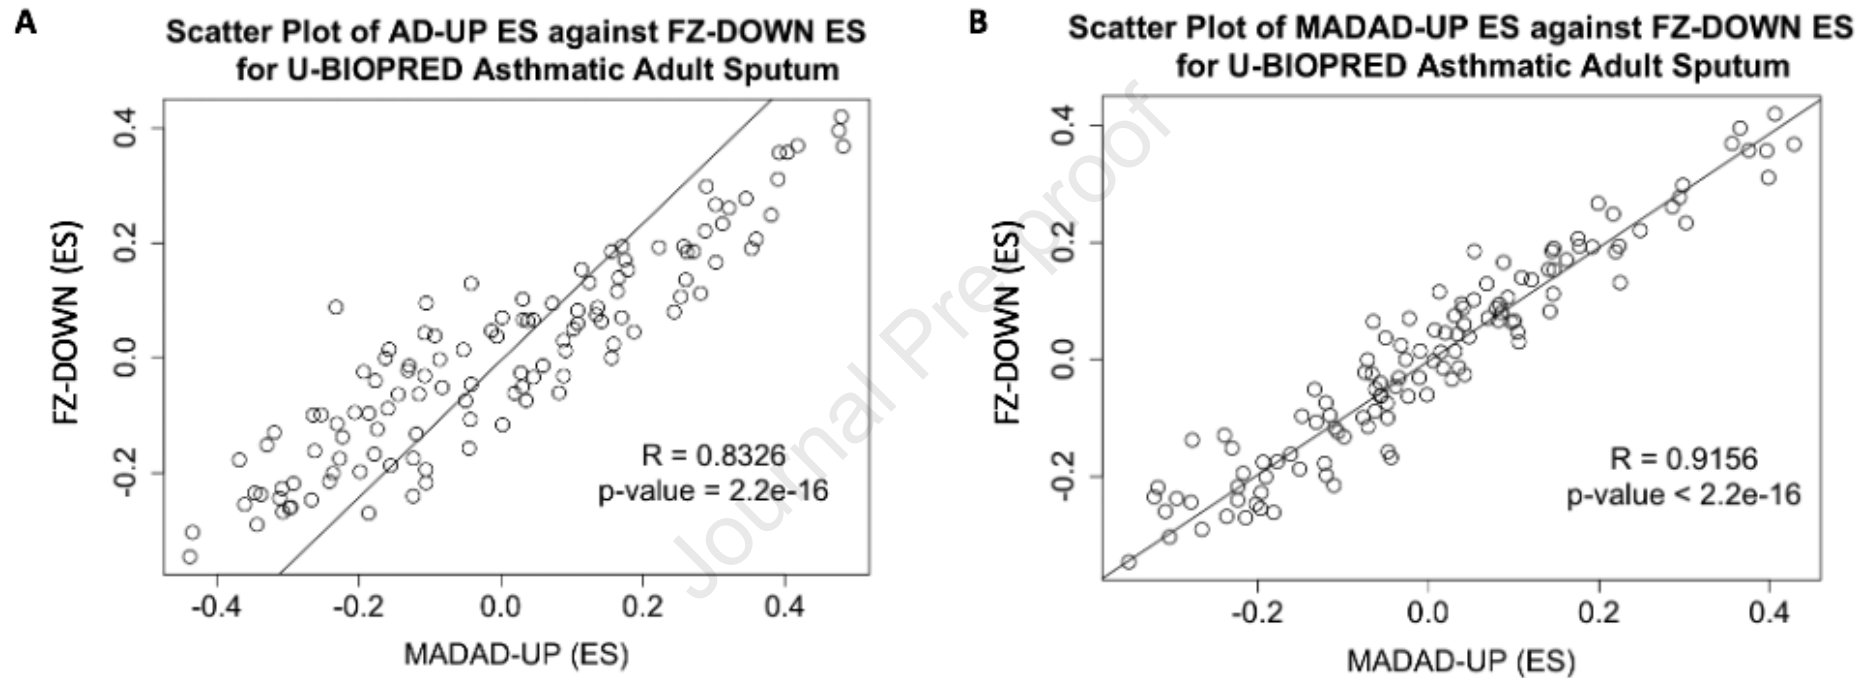 A
Scatter Plot of AD-UP ES against FZ-DOWN ES
for U-BIOPRED Asthmatic Adult Sputum
FZ-DOWN (ES)
0.4
0.2
0.0
-0.2
R = 0.8326
p-value = 2.2e-16
-0.4 -0.2 0.0 0.2 0.4
MADAD-UP (ES)
B
Scatter Plot of MADAD-UP ES against FZ-DOWN ES
for U-BIOPRED Asthmatic Adult Sputum
FZ-DOWN (ES)
0.4
0.2
0.0
-0.2
R = 0.9156
p-value < 2.2e-16
-0.2 0.0 0.2 0.4
MADAD-UP (ES)
Journal Pre-proof